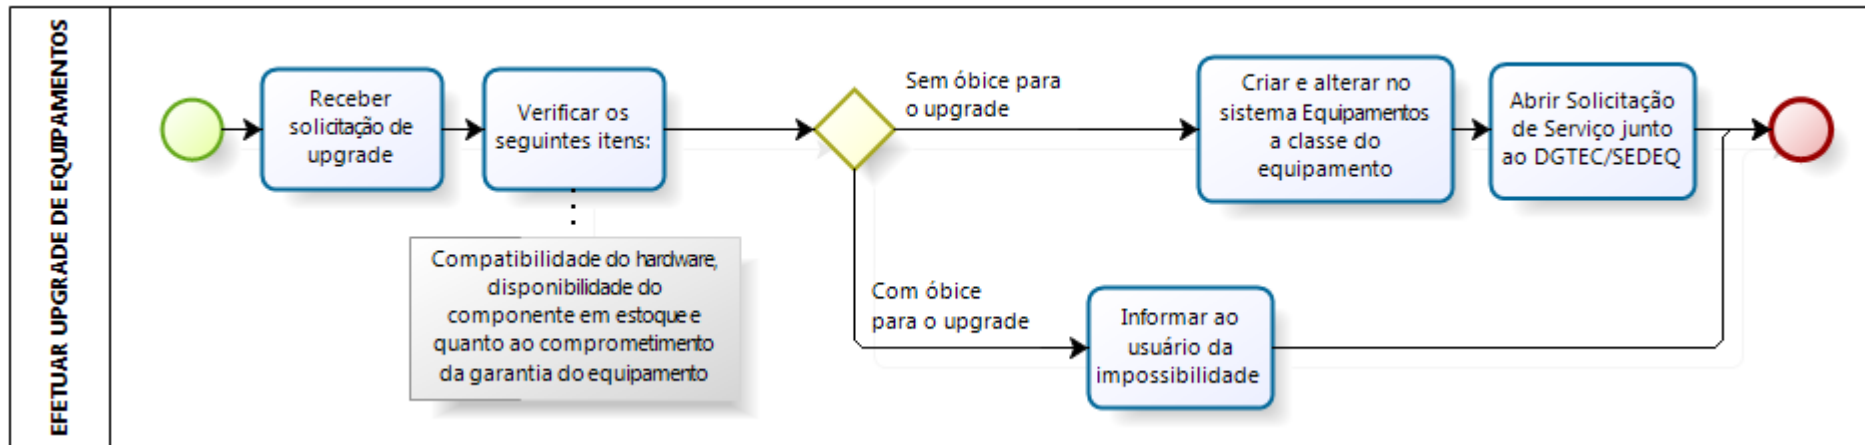 EFETUAR UPGRADE DE EQUIPAMENTOS
Receber
solicitação de
upgrade
Verificar os
seguintes itens:
Compatibilidade do hardware,
disponibilidade do
componente em estoque e
quanto ao comprometimento
da garantia do equipamento
Sem óbice para
o upgrade
Criar e alterar no
sistema Equipamentos
a classe do
equipamento
Abrir Solicitação
de Serviço junto
ao DGTEC/SEDEQ
Com óbice
para o upgrade
Informar ao
usuário da
impossibilidade